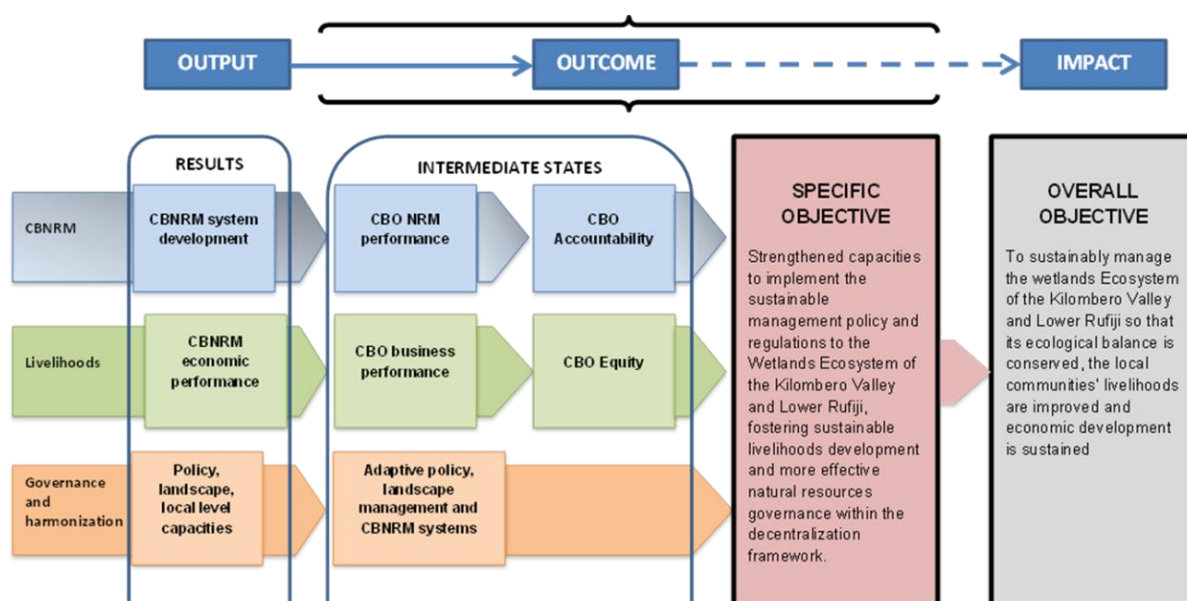 OUTPUT
OUTCOME
IMPACT
RESULTS
INTERMEDIATE STATES
CBNRM
CBNRM system
development
CBO NRM
performance
CBO
Accountability
Livelihoods
CBNRM
economic
performance
CBO business
performance
CBO Equity
Governance
and
harmonization
Policy,
landscape,
local level
capacities
Adaptive policy,
landscape
management and
CBNRM systems
SPECIFIC
OBJECTIVE
Strengthened capacities
to implement the
sustainable
management policy and
regulations to the
Wetlands Ecosystem of
the Kilombero Valley
and Lower Rufiji,
fostering sustainable
livelihoods development
and more effective
natural resources
governance within the
decentralization
framework.
OVERALL
OBJECTIVE
To sustainably manage
the wetlands Ecosystem
of the Kilombero Valley
and Lower Rufiji so that
its ecological balance is
conserved, the local
communities' livelihoods
are improved and
economic development
is sustained